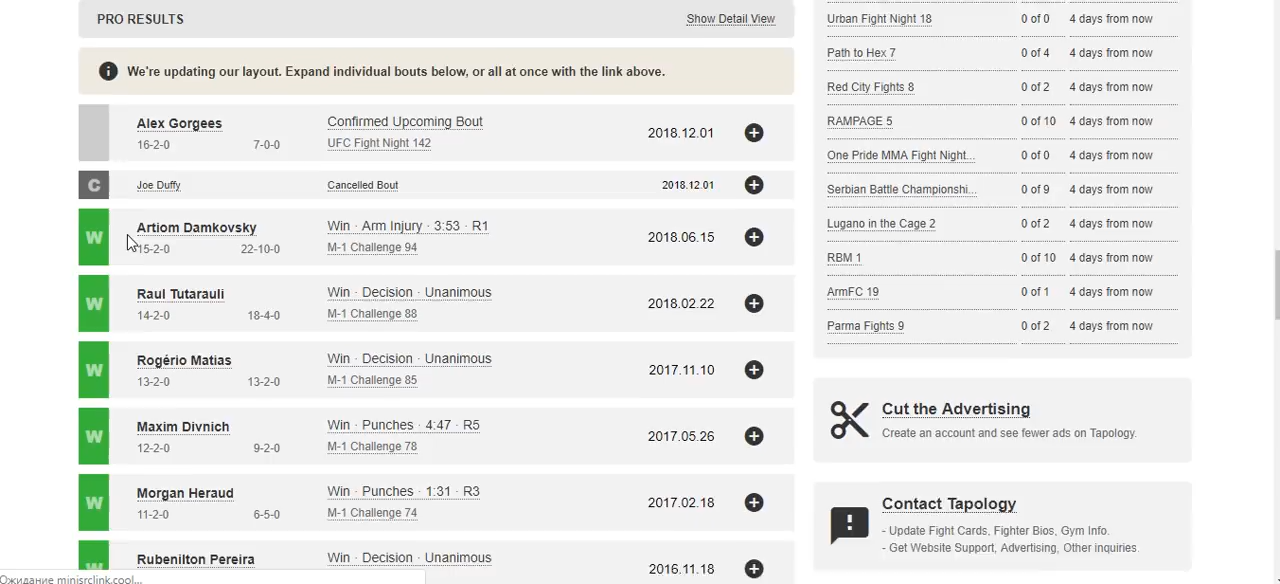 PRO RESULTS
Show Detail View
We're updating our layout. Expand individual bouts below, or all at once with the link above.
Alex Gorgees
Confirmed Upcoming Bout
2018.12.01
16-2-0
7-0-0
UFC Fight Night 142
C
Joe Duffy
Cancelled Bout
2018.12.01
W
Artiom Damkovsky
Win · Arm Injury · 3:53 · R1
2018.06.15
15-2-0
22-10-0
M-1 Challenge 94
W
Raul Tutarauli
Win · Decision · Unanimous
2018.02.22
14-2-0
18-4-0
M-1 Challenge 88
W
Rogério Matias
Win · Decision · Unanimous
2017.11.10
13-2-0
13-2-0
M-1 Challenge 85
W
Maxim Divnich
Win · Punches · 4:47 · R5
2017.05.26
12-2-0
9-2-0
M-1 Challenge 78
W
Morgan Heraud
Win · Punches · 1:31 · R3
2017.02.18
11-2-0
6-5-0
M-1 Challenge 74
W
Rubenilton Pereira
Win · Decision · Unanimous
2016.11.18
Ожидание minisrclink.cool...
Urban Fight Night 18 0 of 0 4 days from now
Path to Hex 7 0 of 4 4 days from now
Red City Fights 8 0 of 2 4 days from now
RAMPAGE 5 0 of 10 4 days from now
One Pride MMA Fight Night... 0 of 0 4 days from now
Serbian Battle Championshi... 0 of 9 4 days from now
Lugano in the Cage 2 0 of 2 4 days from now
RBM 1 0 of 10 4 days from now
ArmFC 19 0 of 1 4 days from now
Parma Fights 9 0 of 2 4 days from now
Cut the Advertising
Create an account and see fewer ads on Tapology.
Contact Tapology
- Update Fight Cards, Fighter Bios, Gym Info.
- Get Website Support, Advertising, Other inquiries.